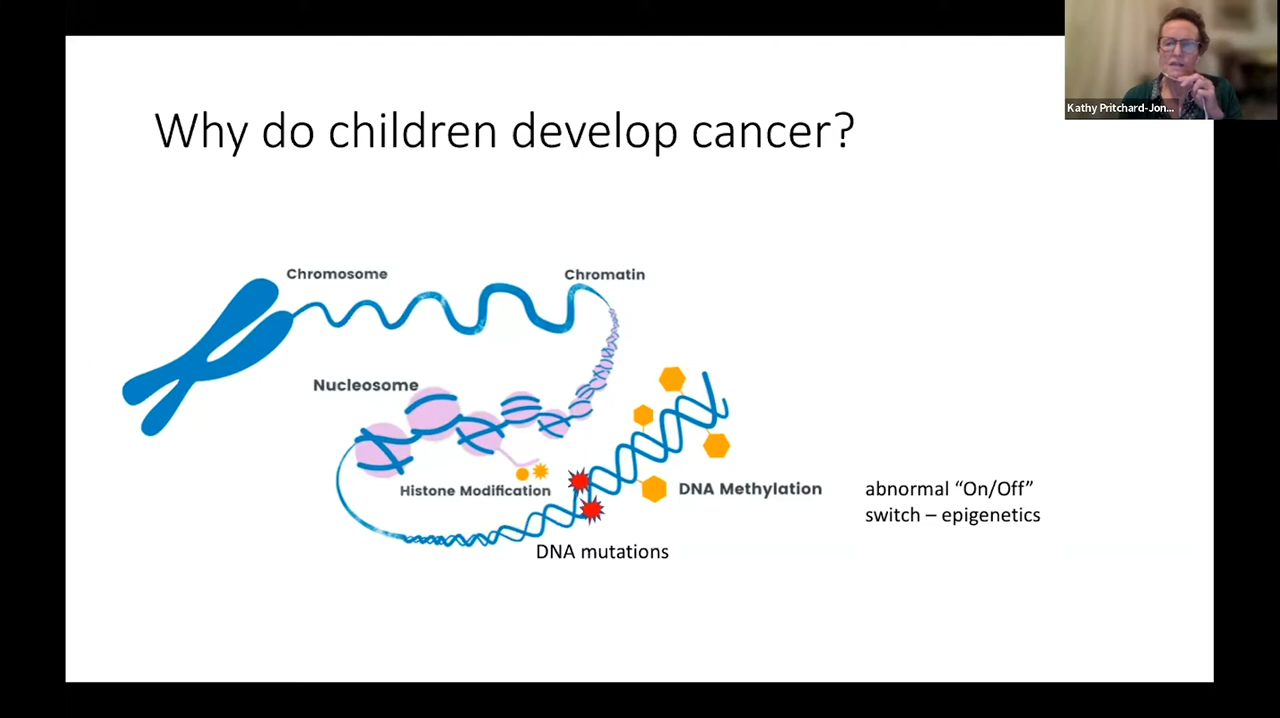 Kathy Pritchard-Jon...
Why do children develop cancer?
Chromosome
Chromatin
Nucleosome
Histone Modification
DNA Methylation
abnormal “On/Off”
switch – epigenetics
DNA mutations